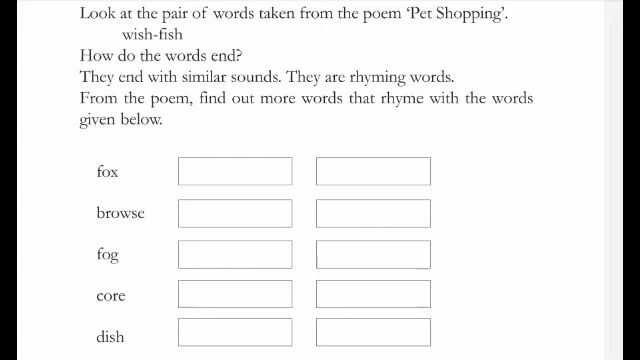 Look at the pair of words taken from the poem ‘Pet Shopping’.
wish-fish
How do the words end?
They end with similar sounds. They are rhyming words.
From the poem, find out more words that rhyme with the words
given below.
fox
browse
fog
core
dish